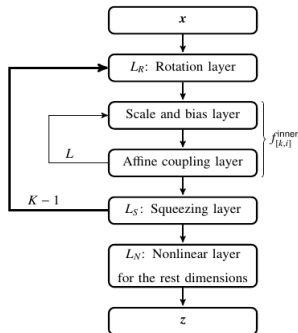 x
L_R: Rotation layer
Scale and bias layer
f^{inner}_{[k,i]}
L
Affine coupling layer
K − 1
L_S: Squeezing layer
L_N: Nonlinear layer
for the rest dimensions
z